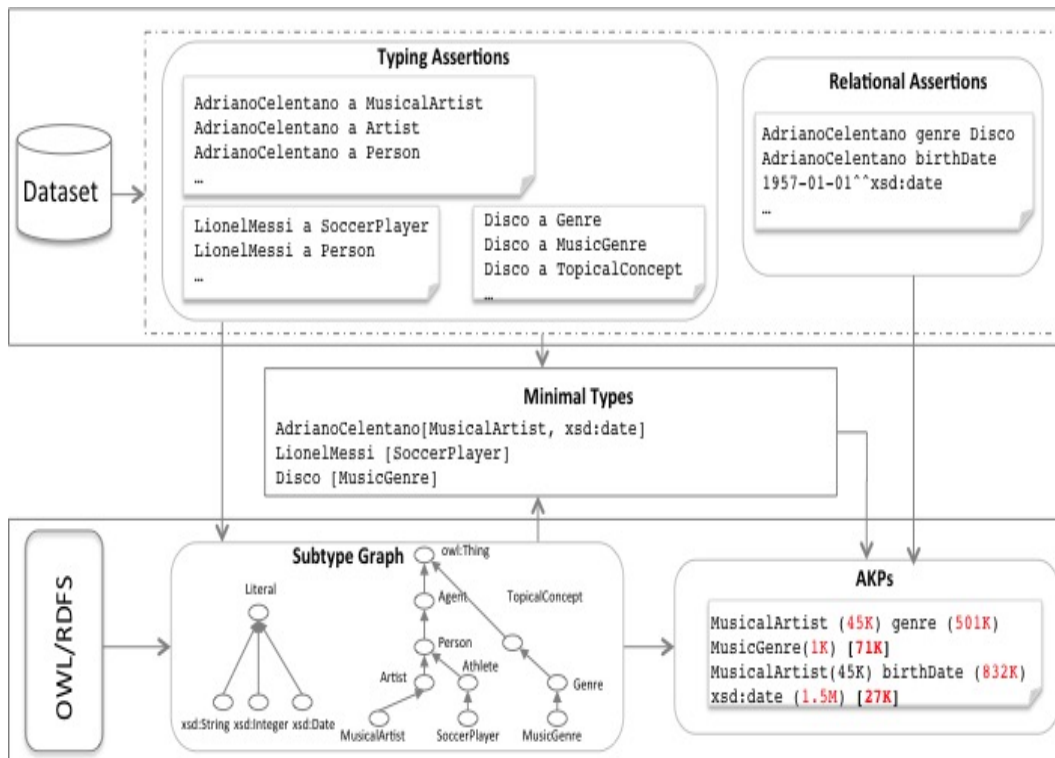 Typing Assertions
AdrianoCelentano a MusicalArtist
AdrianoCelentano a Artist
AdrianoCelentano a Person
…
LionelMessi a SoccerPlayer
LionelMessi a Person
…
Disco a Genre
Disco a MusicGenre
Disco a TopicalConcept
…
Relational Assertions
AdrianoCelentano genre Disco
AdrianoCelentano birthDate
1957-01-01^^xsd:date
…
Dataset
Minimal Types
AdrianoCelentano[MusicalArtist, xsd:date]
LionelMessi [SoccerPlayer]
Disco [MusicGenre]
OWL/RDFS
Subtype Graph
owl:Thing
Literal
Agent
TopicalConcept
Person
Athlete
Artist
Genre
xsd:String
xsd:Integer
xsd:Date
MusicalArtist
SoccerPlayer
MusicGenre
AKPs
MusicalArtist (45K) genre (501K)
MusicGenre(1K) [71K]
MusicalArtist(45K) birthDate (832K)
xsd:date (1.5M) [27K]